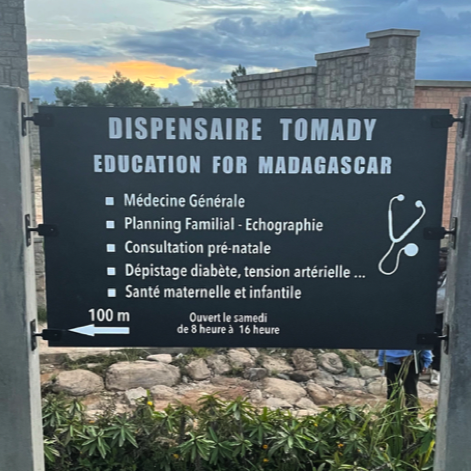 DISPENSAIRE TOMADY
EDUCATION FOR MADAGASCAR
Médecine Générale
Planning Familial - Echographie
Consultation pré-natale
Dépistage diabète, tension artérielle ...
Santé maternelle et infantile
100 m
Ouvert le samedi
de 8 heure à 16 heure